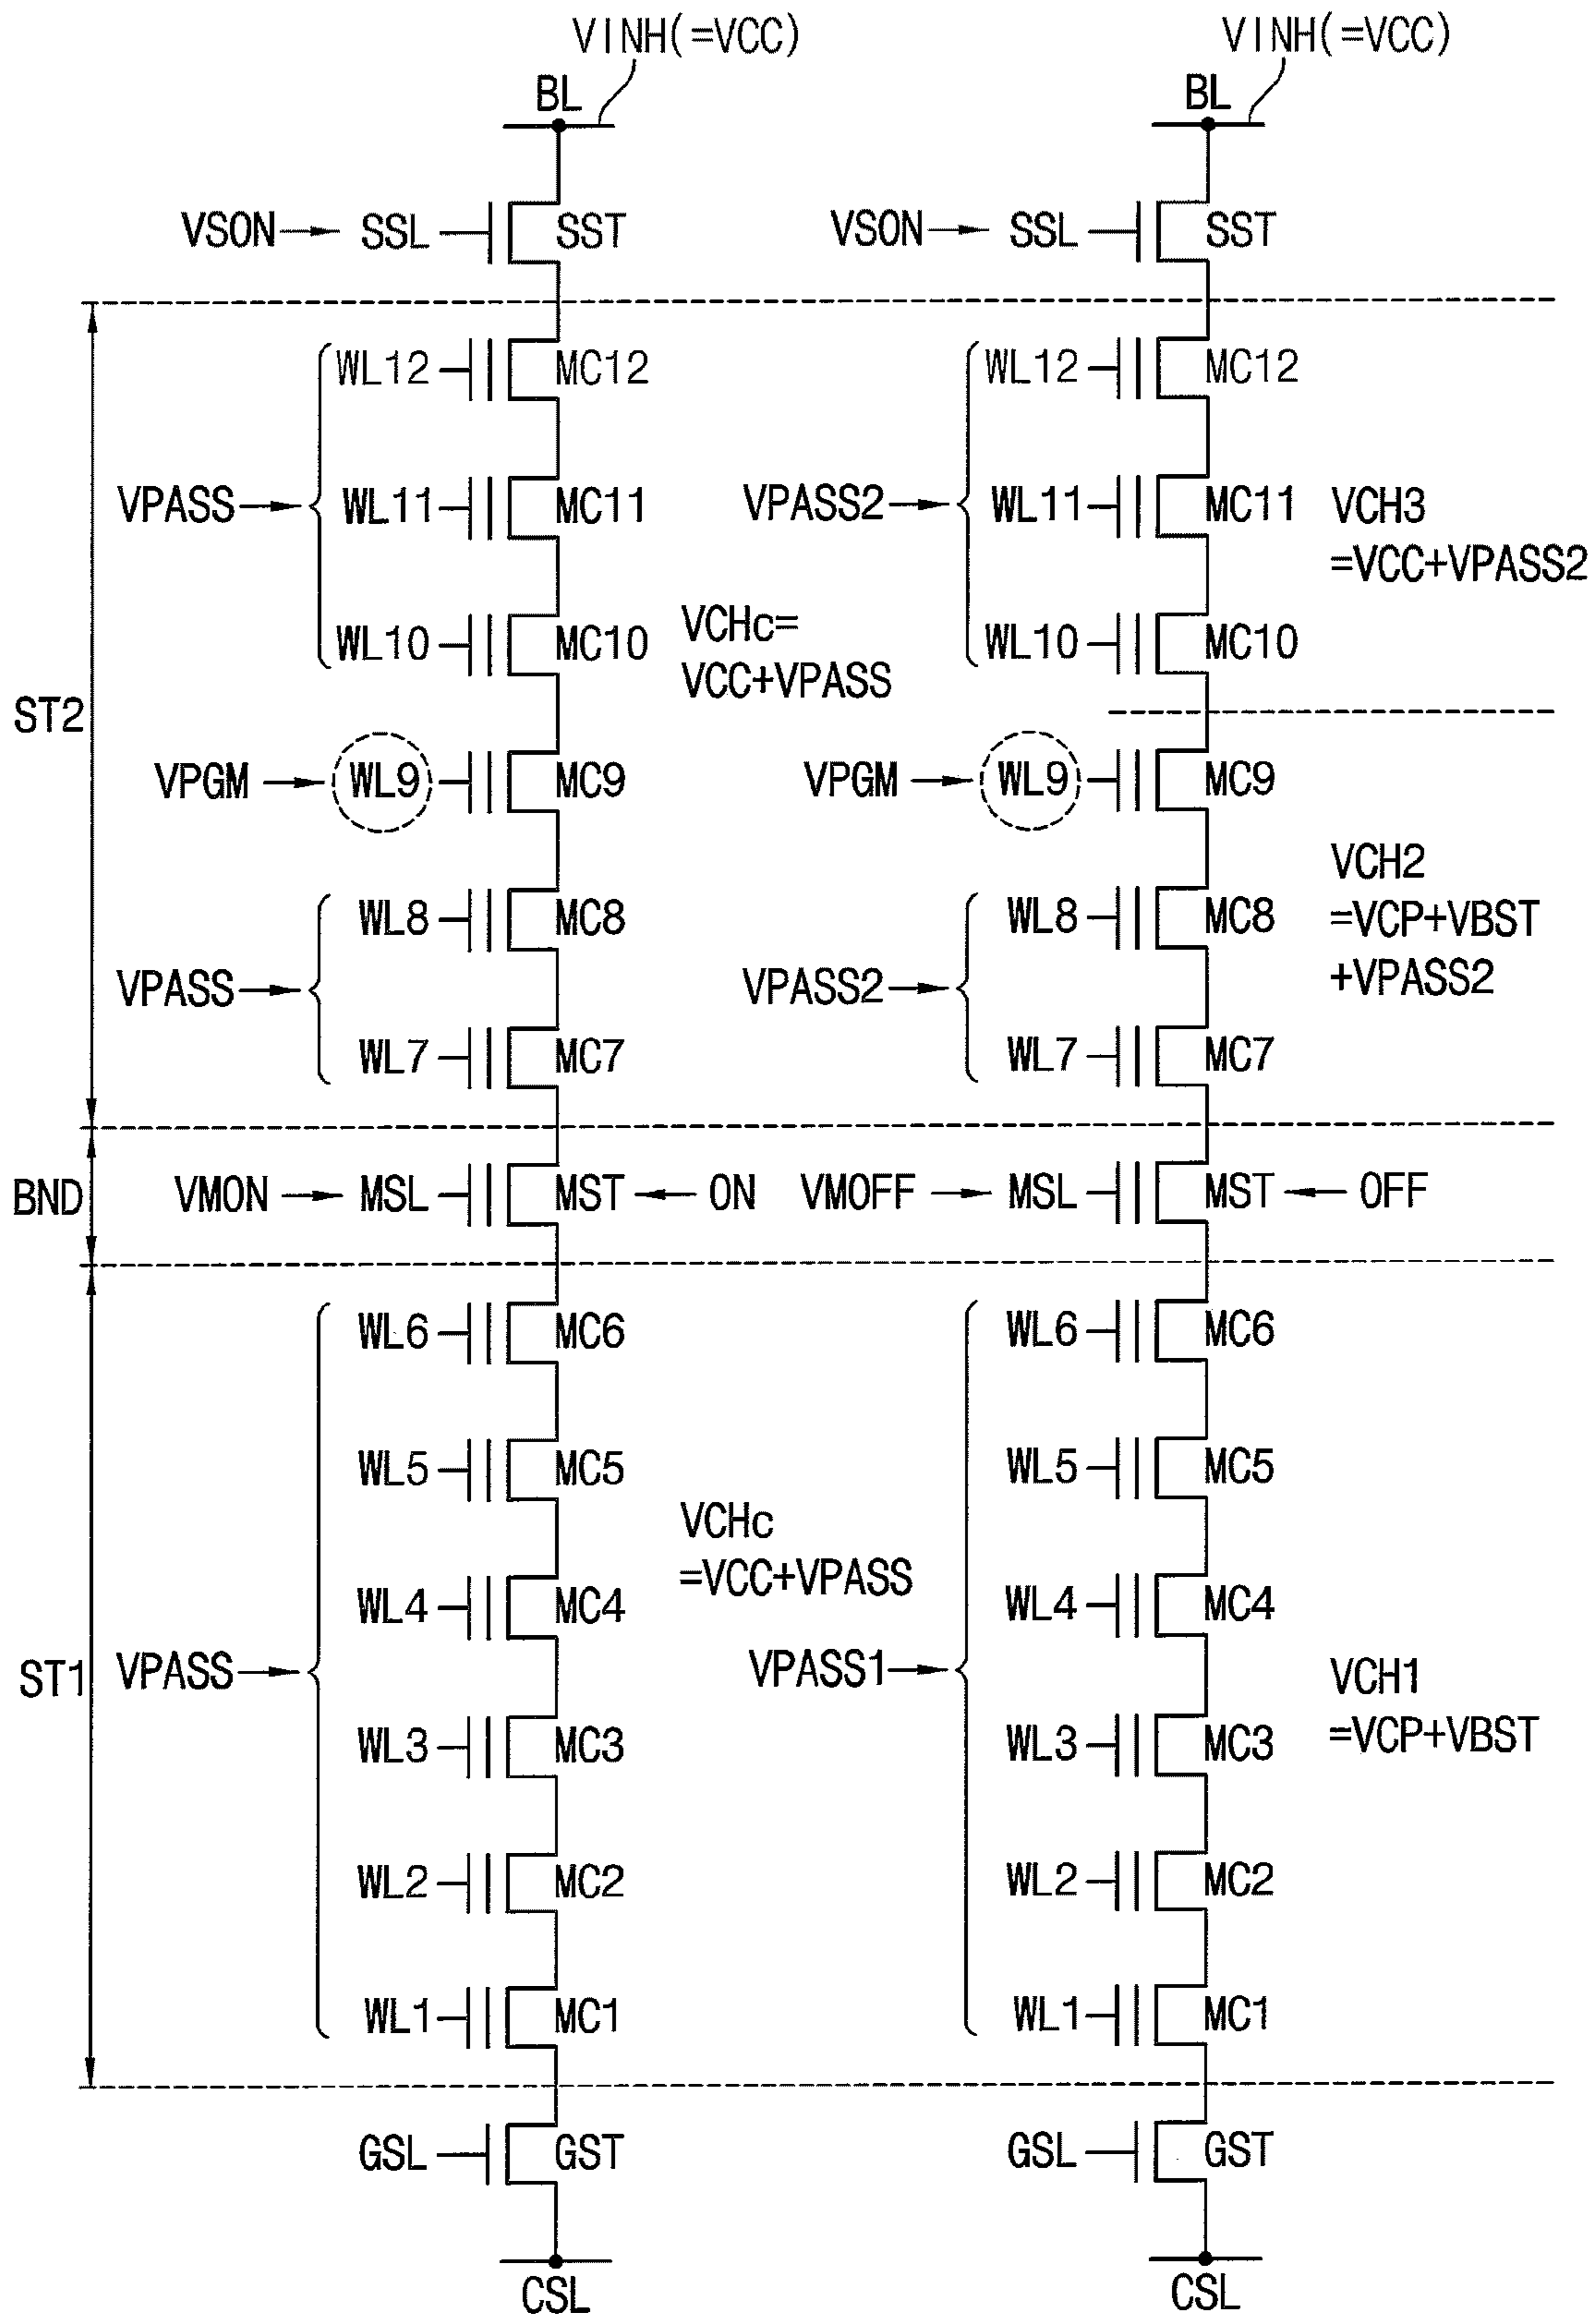 VINH(=VCC) VINH(=VCC)
BL BL
VSON SSL SST VSON SSL SST
WL12 MC12 WL12 MC12
VPASS WL11 MC11 VPASS2 WL11 MC11 VCH3
=VCC+VPASS2
VCHc=
WL10 MC10 WL10 MC10
VCC+VPASS
ST2
VPGM WL9 MC9 VPGM WL9 MC9
VCH2
WL8 MC8 WL8 MC8 =VCP+VBST
VPASS VPASS2 +VPASS2
WL7 MC7 WL7 MC7
BND VMON MSL MST ON VMOFF MSL MST OFF
WL6 MC6 WL6 MC6
WL5 MC5 WL5 MC5
VCHc
=VCC+VPASS
WL4 MC4 WL4 MC4
ST1 VPASS VPASS1 VCH1
WL3 MC3 WL3 MC3 =VCP+VBST
WL2 MC2 WL2 MC2
WL1 MC1 WL1 MC1
GSL GST GSL GST
CSL CSL